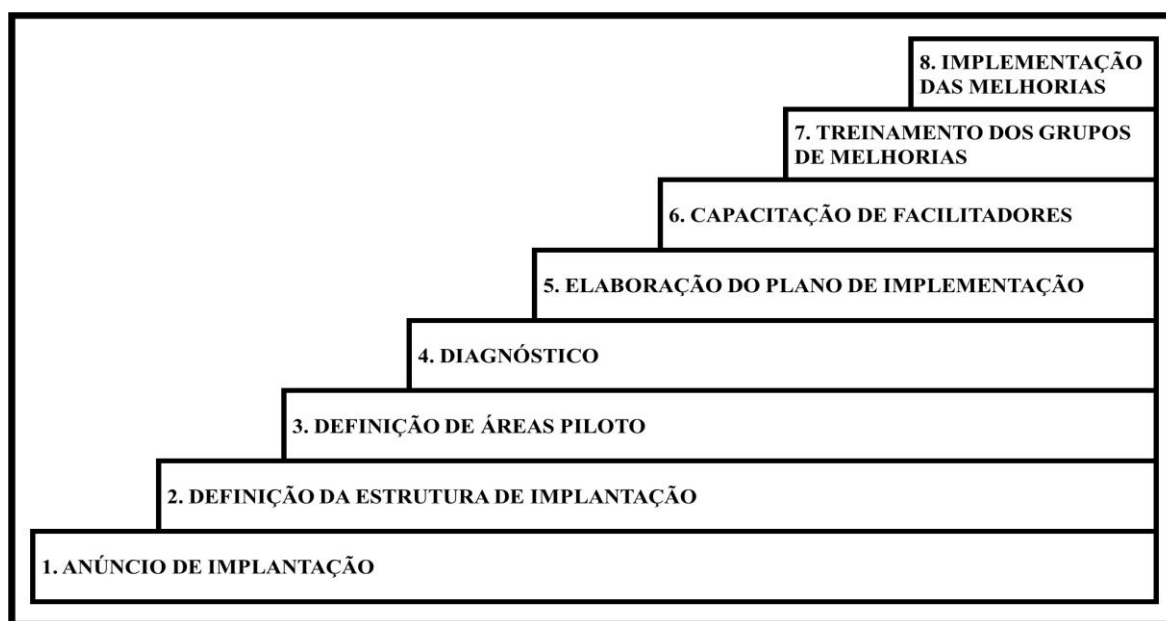 8. IMPLEMENTAÇÃO
DAS MELHORIAS
7. TREINAMENTO DOS GRUPOS
DE MELHORIAS
6. CAPACITAÇÃO DE FACILITADORES
5. ELABORAÇÃO DO PLANO DE IMPLEMENTAÇÃO
4. DIAGNÓSTICO
3. DEFINIÇÃO DE ÁREAS PILOTO
2. DEFINIÇÃO DA ESTRUTURA DE IMPLANTAÇÃO
1. ANÚNCIO DE IMPLANTAÇÃO